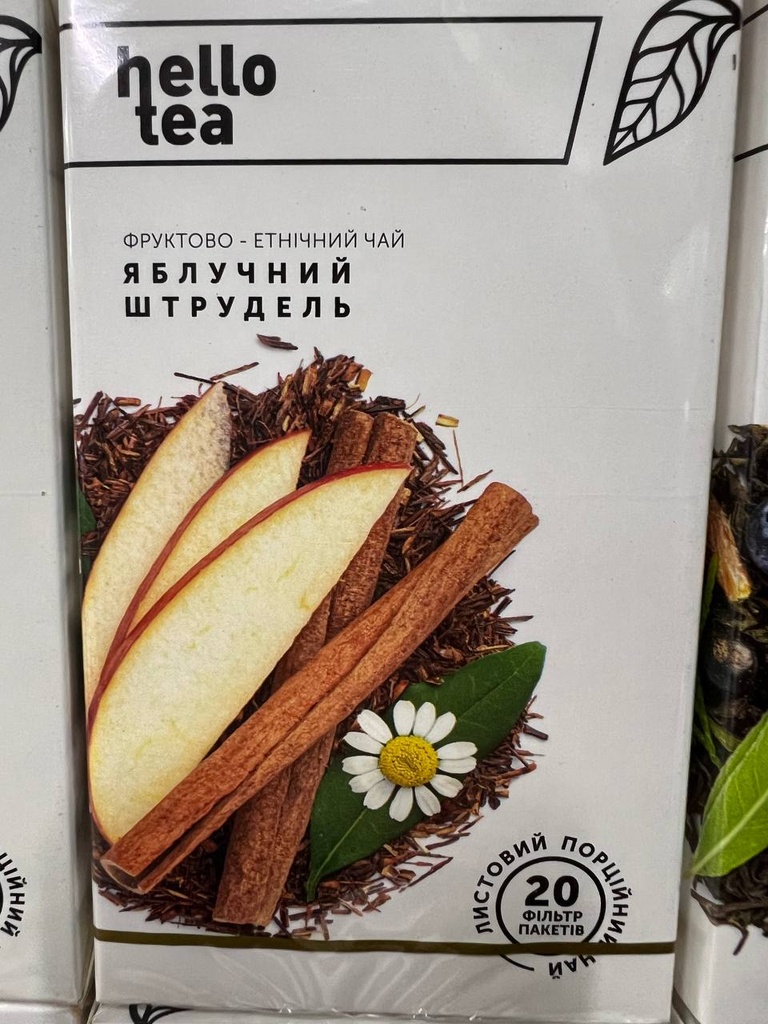 hello
tea
ФРУКТОВО - ЕТНІЧНИЙ ЧАЙ
ЯБЛУЧНИЙ
ШТРУДЕЛЬ
ЛИСТОВИЙ ПОРЦІЙНИЙ ЧАЙ
20
ФІЛЬТР
ПАКЕТІВ